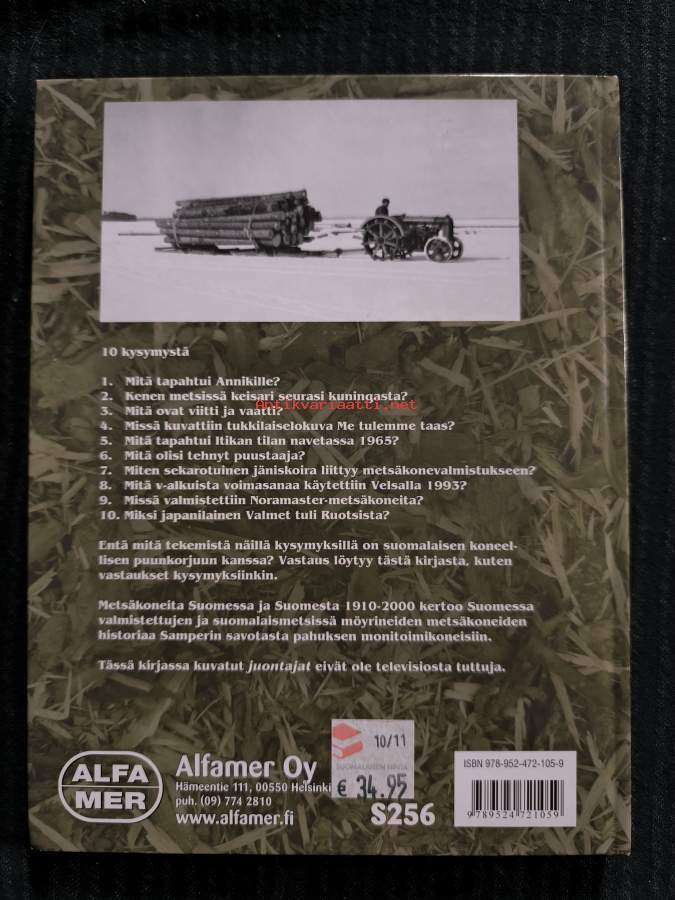 10 kysymystä
1. Mitä tapahtui Annikille?
2. Kenen metsissä keisari seurasi kuningasta?
Antikvariaatti.net
3. Mitä ovat viitti ja vaatti?
4. Missä kuvattiin tukkilaiselokuva Me tulemme taas?
5. Mitä tapahtui Itikan tilan navetassa 1965?
6. Mitä olisi tehnyt puustaaja?
7. Miten sekarotuinen jäniskoira liittyy metsäkonevalmistukseen?
8. Mitä v-alkuista voimasanaa käytettiin Velsalla 1993?
9. Missä valmistettiin Noramaster-metsäkoneita?
10. Miksi japanilainen Valmet tuli Ruotsista?
Entä mitä tekemistä näillä kysymyksillä on suomalaisen koneel-
lisen puunkorjuun kanssa? Vastaus löytyy tästä kirjasta, kuten
vastaukset kysymyksiinkin.
Metsäkoneita Suomessa ja Suomesta 1910-2000 kertoo Suomessa
valmistettujen ja suomalaismetsissä möyrineiden metsäkoneiden
historiaa Samperin savotasta pahuksen monitoimikoneisiin.
Tässä kirjassa kuvatut juontajat eivät ole televisiosta tuttuja.
ALFA
MER
Alfamer Oy
Hämeentie 111, 00550 Helsinki
puh. (09) 774 2810
www.alfamer.fi
10/11
SUOMALAINEN HINTA
€ 34.95
S256
ISBN 978-952-472-105-9
9 789524 721059